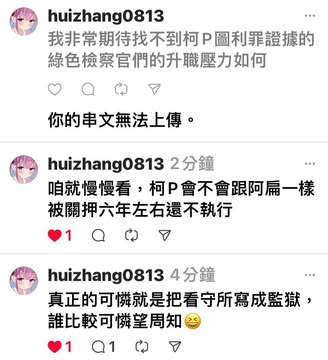 huizhang0813
我非常期待找不到柯P圖利罪證據的
綠色檢察官們的升職壓力如何
你的串文無法上傳。
huizhang0813 2分鐘
咱就慢慢看，柯P會不會跟阿扁一樣
被關押六年左右還不執行
1
huizhang0813 4分鐘
真正的可憐就是把看守所寫成監獄，
誰比較可憐望周知😆
1 1